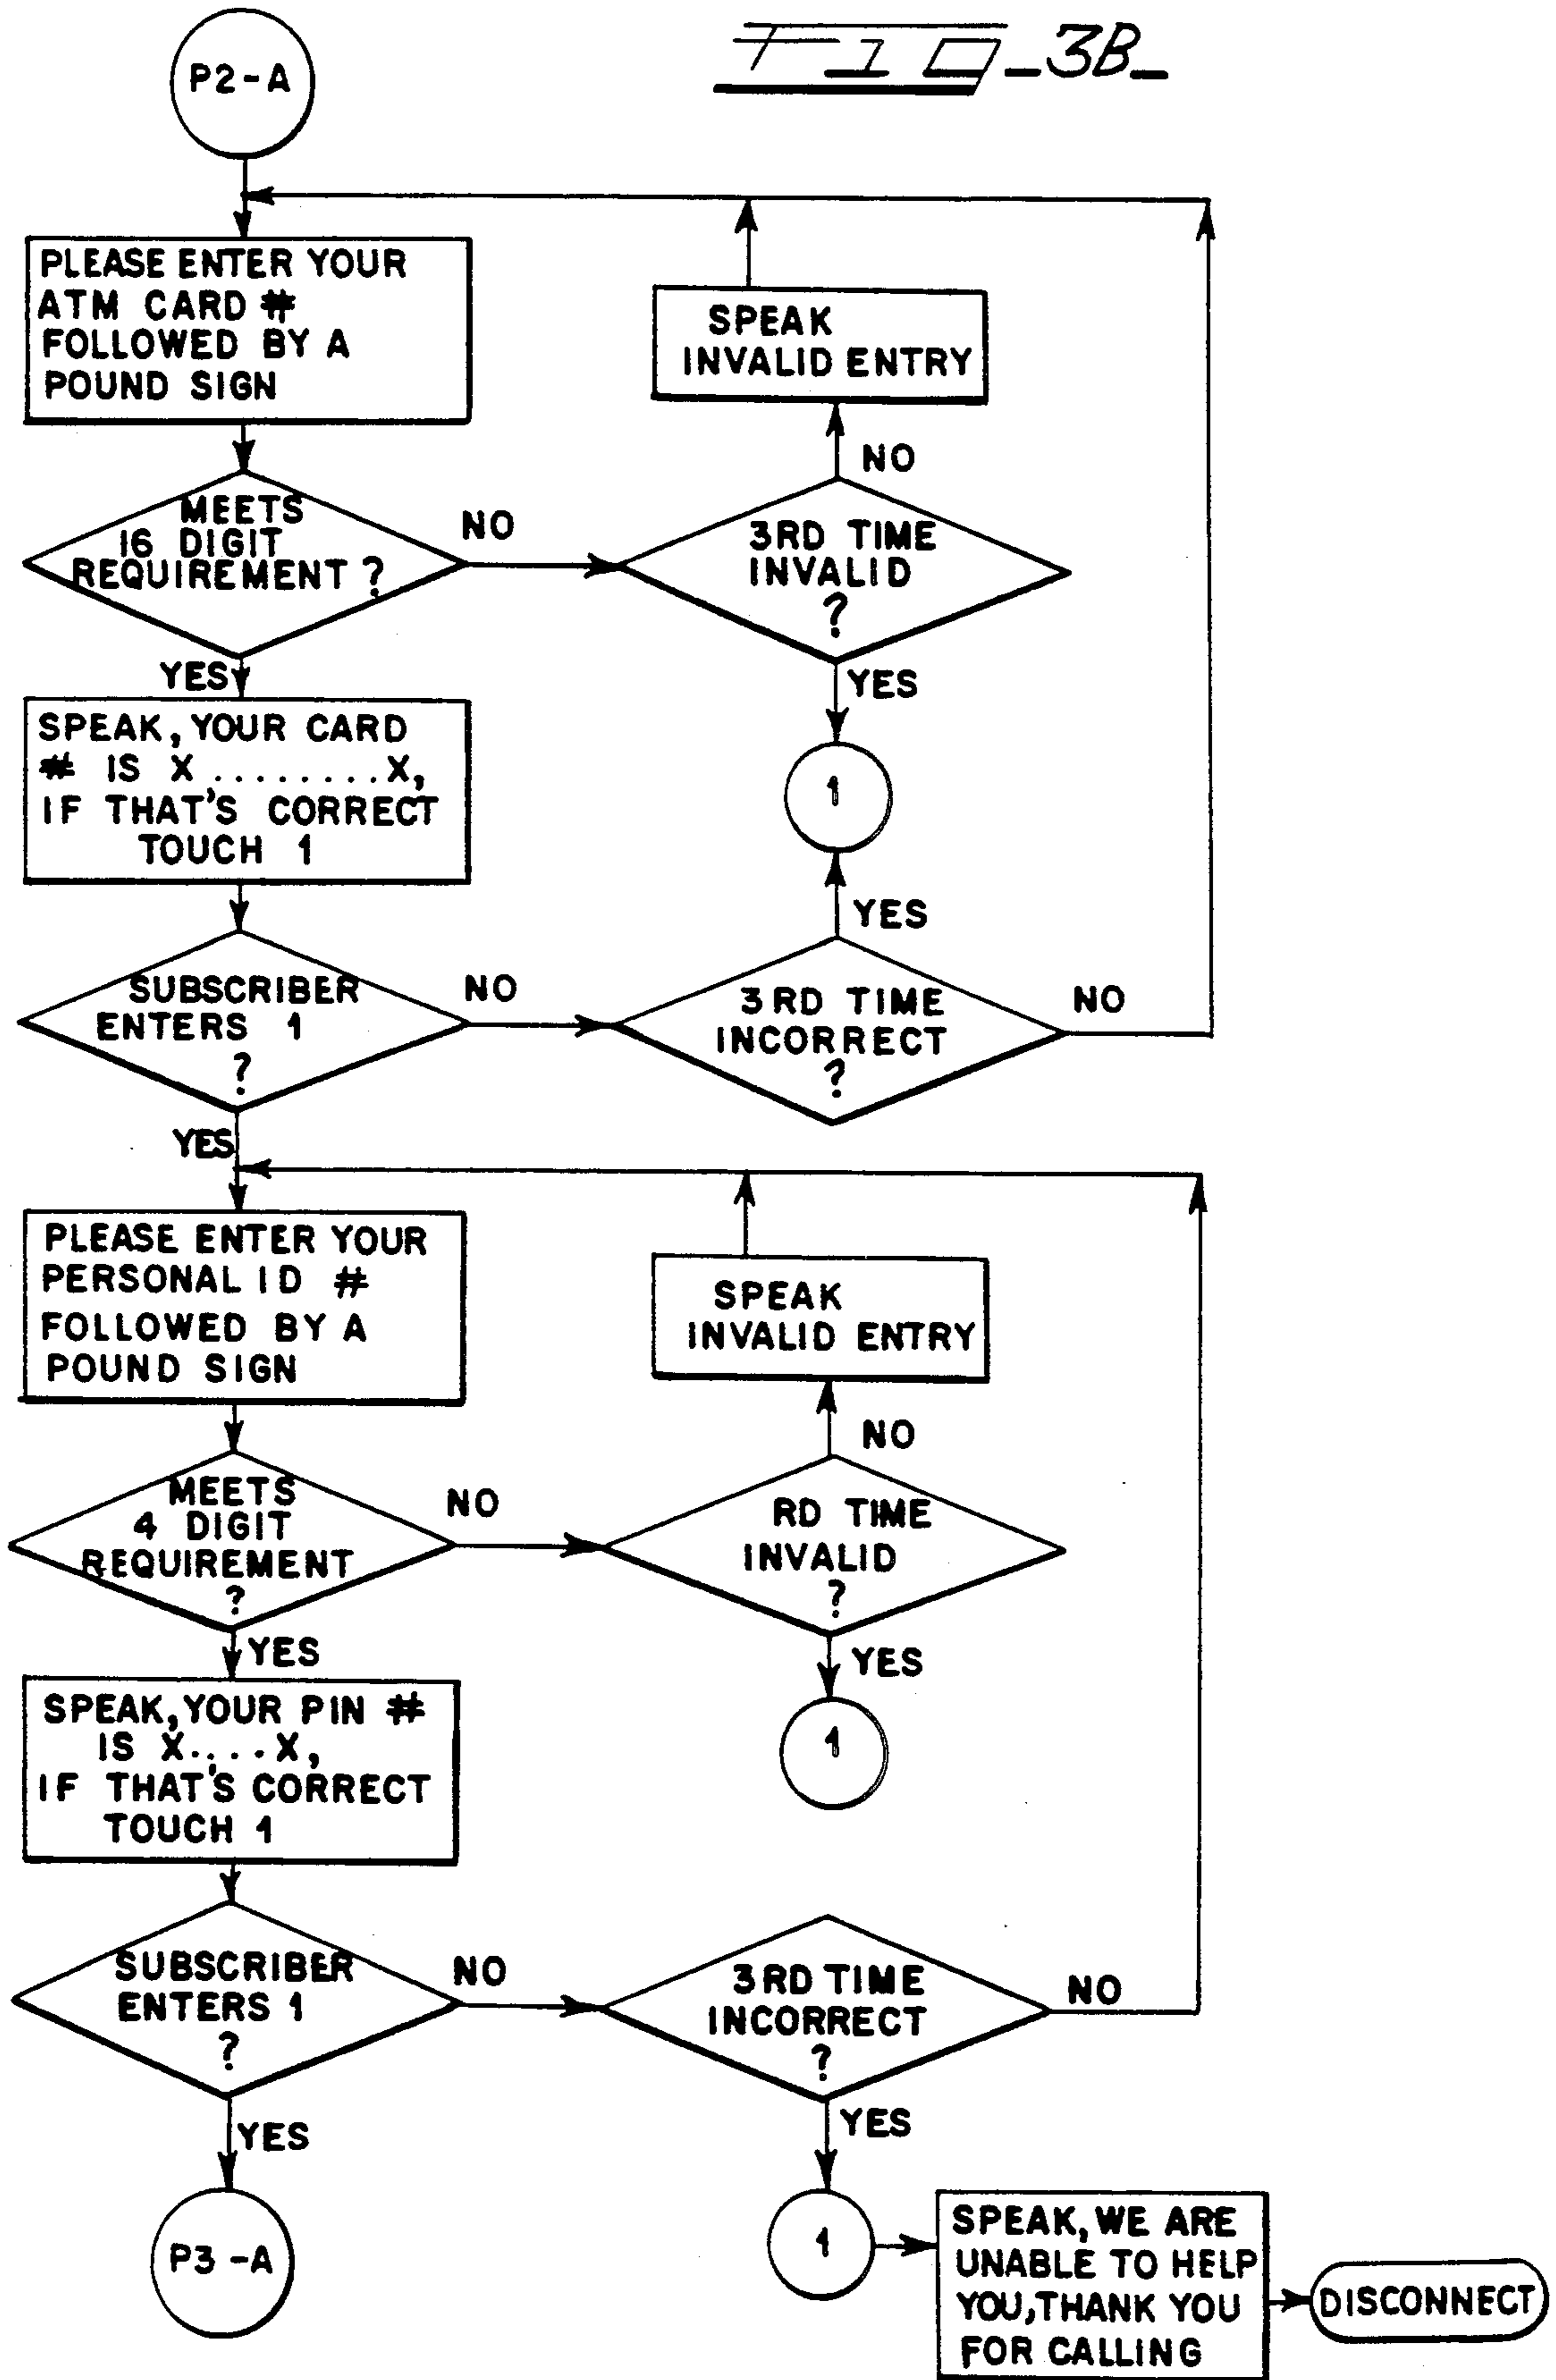 Fig_3B_
P2-A
PLEASE ENTER YOUR
ATM CARD #
FOLLOWED BY A
POUND SIGN
SPEAK
INVALID ENTRY
NO
MEETS
16 DIGIT
REQUIREMENT ?
NO
3RD TIME
INVALID
?
YES
YES
SPEAK, YOUR CARD
# IS X ........X,
IF THAT'S CORRECT
TOUCH 1
1
YES
SUBSCRIBER
ENTERS 1
?
NO
3RD TIME
INCORRECT
?
NO
YES
PLEASE ENTER YOUR
PERSONAL ID #
FOLLOWED BY A
POUND SIGN
SPEAK
INVALID ENTRY
NO
MEETS
4 DIGIT
REQUIREMENT
?
NO
RD TIME
INVALID
?
YES
YES
SPEAK, YOUR PIN #
IS X....X,
IF THAT'S CORRECT
TOUCH 1
1
SUBSCRIBER
ENTERS 1
?
NO
3RD TIME
INCORRECT
?
NO
YES
YES
P3-A
1
SPEAK, WE ARE
UNABLE TO HELP
YOU, THANK YOU
FOR CALLING
DISCONNECT